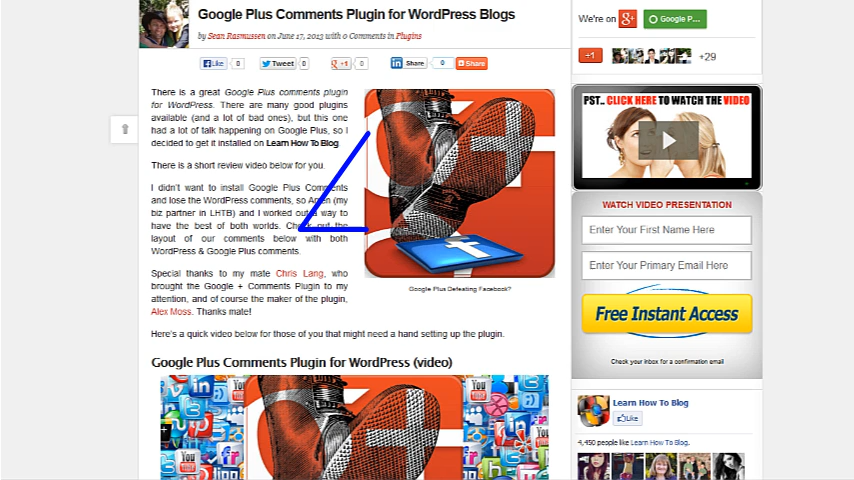 Google Plus Comments Plugin for WordPress Blogs
by Sean Rasmussen on June 17, 2013 with 0 Comments in Plugins
Like 0 Tweet 0 +1 0 in Share 0 Share
There is a great Google Plus comments plugin
for WordPress. There are many good plugins
available (and a lot of bad ones), but this one
had a lot of talk happening on Google Plus, so I
decided to get it installed on Learn How To Blog
There is a short review video below for you.
I didn't want to install Google Plus Comments
and lose the WordPress comments, so (my
biz partner in LHTB) and I worked out a way to
have the best of both worlds. Check out the
layout of our comments below with both
WordPress & Google Plus comments.
Special thanks to my mate Chris Lang, who
brought the Google + Comments Plugin to my
attention, and of course the maker of the plugin,
Alex Moss. Thanks mate!
Google Plus Defeating Facebook?
Here's a quick video below for those of you that might need a hand setting up the plugin.
Google Plus Comments Plugin for WordPress (video)
We're on g+ Google P...
+1 +29
PST.. CLICK HERE TO WATCH THE VIDEO
WATCH VIDEO PRESENTATION
Enter Your First Name Here
Enter Your Primary Email Here
Free Instant Access
Check your inbox for a confirmation email
Learn How To Blog
Like
4,450 people like Learn How To Blog.